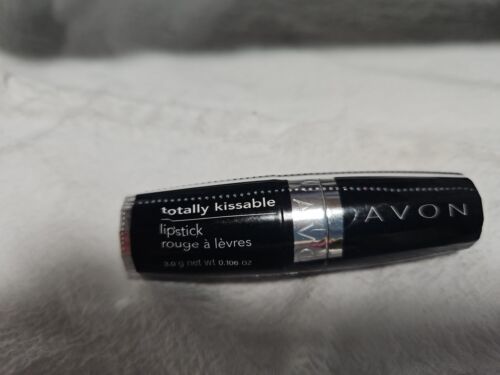 totally kissable
lipstick
rouge à lèvres
3.0 g net wt 0.106 oz
AVON